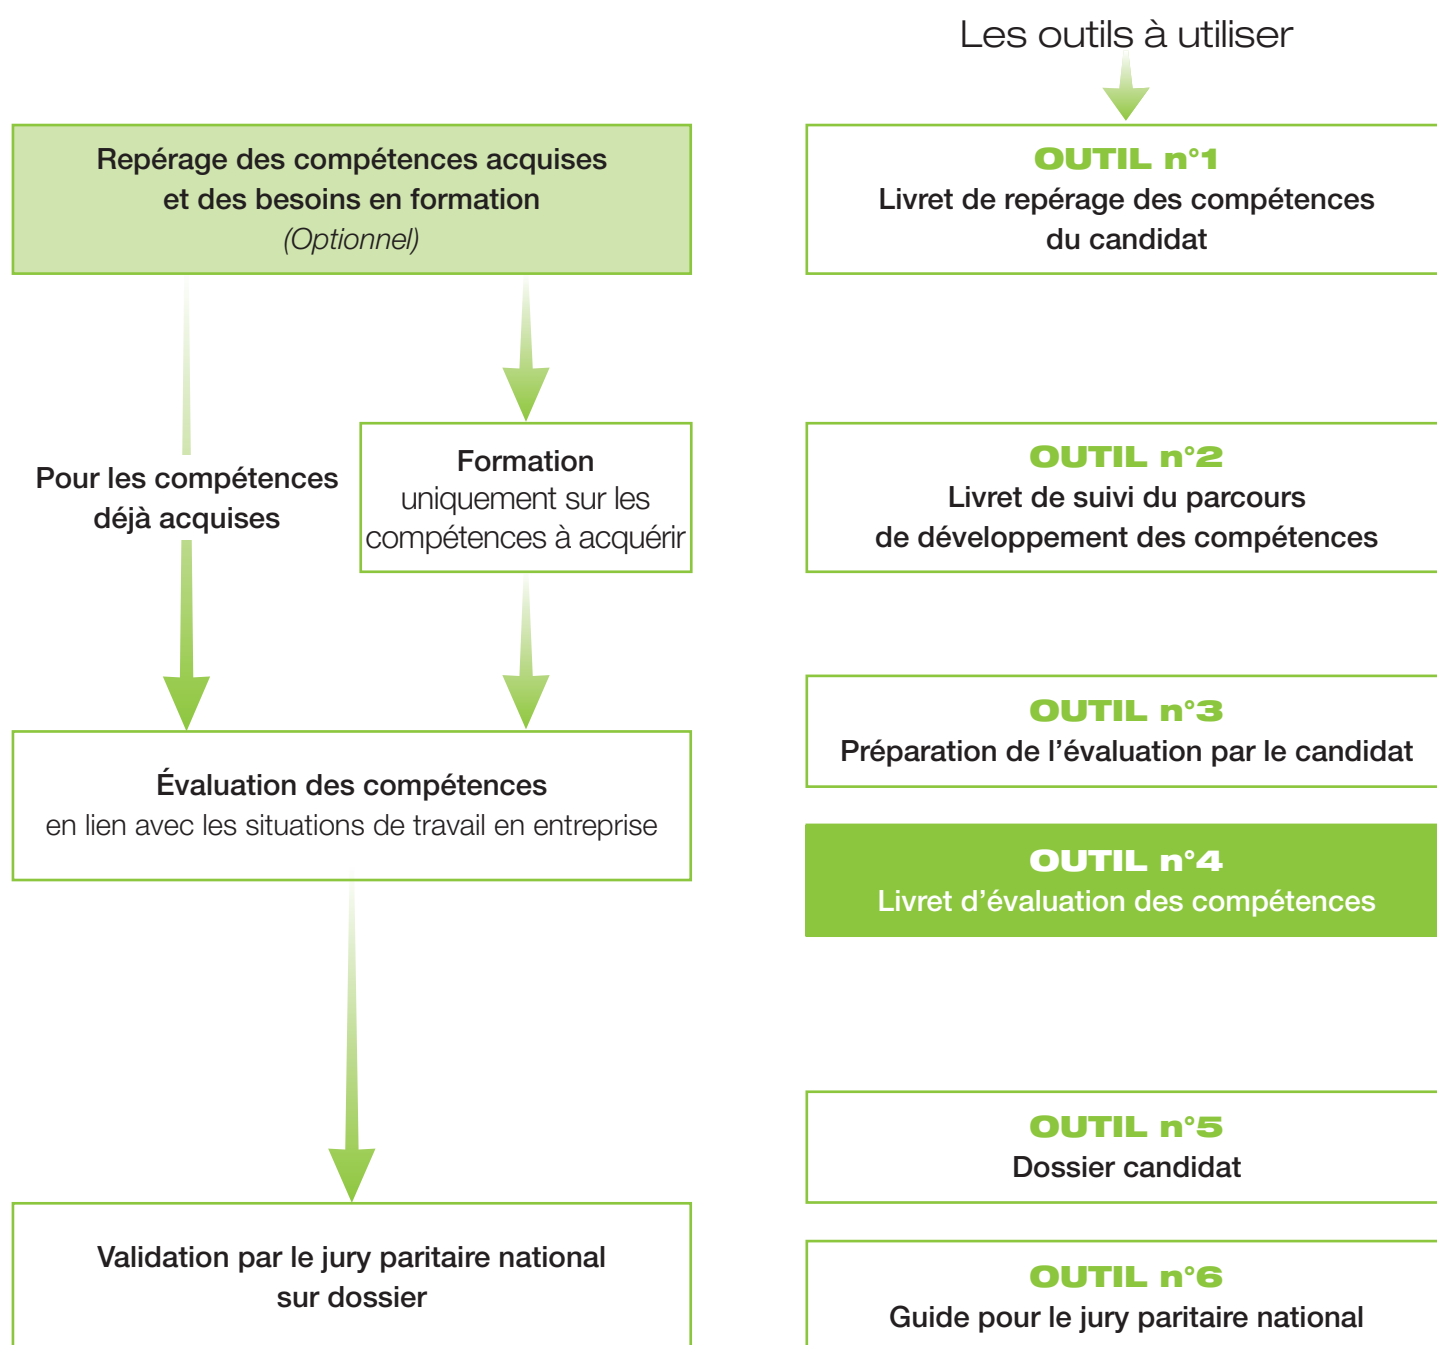 Les outils à utiliser
Repérage des compétences acquises
et des besoins en formation
(Optionnel)
OUTIL n°1
Livret de repérage des compétences
du candidat
Pour les compétences
déjà acquises
Formation
uniquement sur les
compétences à acquérir
OUTIL n°2
Livret de suivi du parcours
de développement des compétences
Évaluation des compétences
en lien avec les situations de travail en entreprise
OUTIL n°3
Préparation de l’évaluation par le candidat
OUTIL n°4
Livret d’évaluation des compétences
Validation par le jury paritaire national
sur dossier
OUTIL n°5
Dossier candidat
OUTIL n°6
Guide pour le jury paritaire national